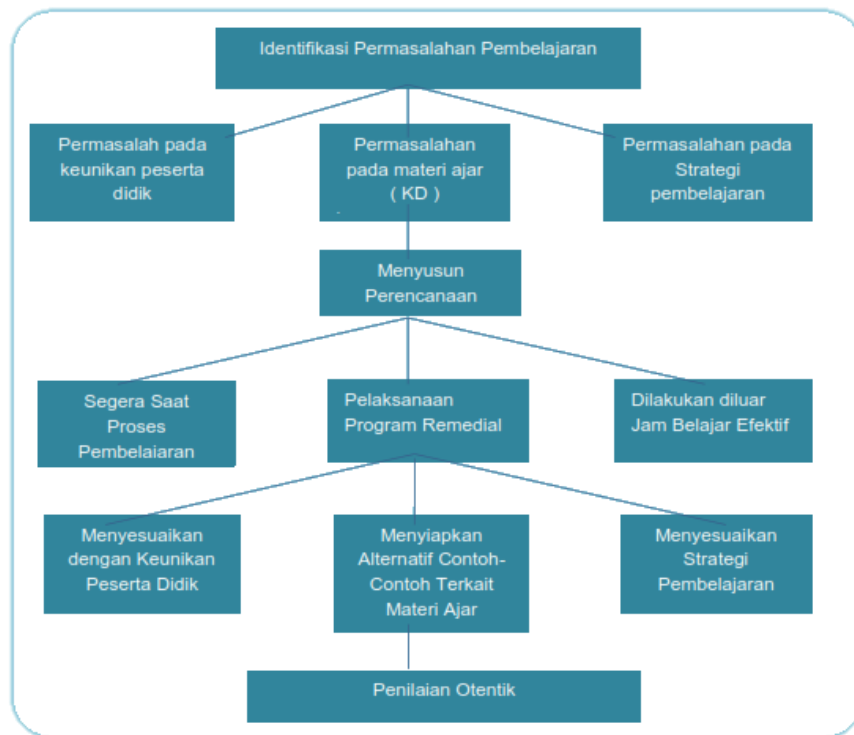 Identifikasi Permasalahan Pembelajaran
Permasalah pada
keunikan peserta
didik
Permasalahan
pada materi ajar
( KD )
Permasalahan pada
Strategi
pembelajaran
Menyusun
Perencanaan
Segera Saat
Proses
Pembelaiaran
Pelaksanaan
Program Remedial
Dilakukan diluar
Jam Belajar Efektif
Menyesuaikan
dengan Keunikan
Peserta Didik
Menyiapkan
Alternatif Contoh-
Contoh Terkait
Materi Ajar
Menyesuaikan
Strategi
Pembelajaran
Penilaian Otentik